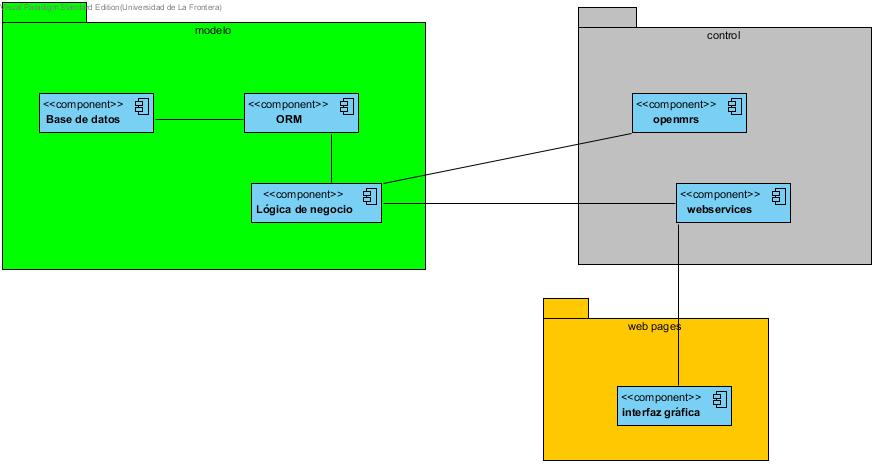 Visual Paradigm Standard Edition(Universidad de La Frontera)
modelo
control
<<component>>
Base de datos
<<component>>
ORM
<<component>>
openmrs
<<component>>
Lógica de negocio
<<component>>
webservices
web pages
<<component>>
interfaz gráfica